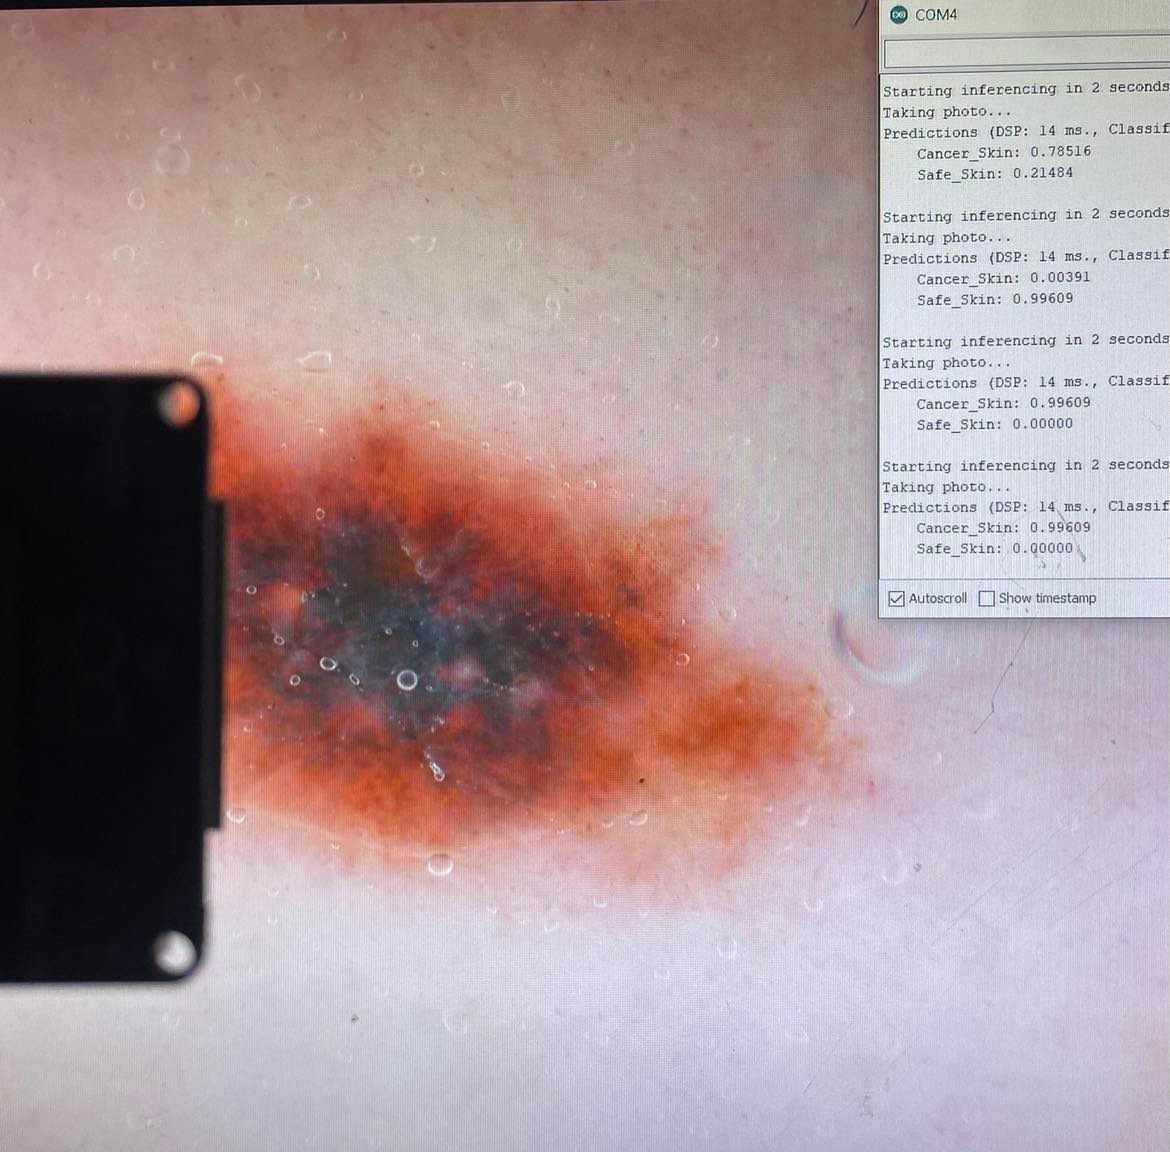 COM4
Starting inferencing in 2 seconds
Taking photo...
Predictions (DSP: 14 ms., Classif
Cancer_Skin: 0.78516
Safe_Skin: 0.21484
Starting inferencing in 2 seconds
Taking photo...
Predictions (DSP: 14 ms., Classif
Cancer_Skin: 0.00391
Safe_Skin: 0.99609
Starting inferencing in 2 seconds
Taking photo...
Predictions (DSP: 14 ms., Classif
Cancer_Skin: 0.99609
Safe_Skin: 0.00000
Starting inferencing in 2 seconds
Taking photo...
Predictions (DSP: 14 ms., Classif
Cancer_Skin: 0.99609
Safe_Skin: 0.00000
Autoscroll Show timestamp